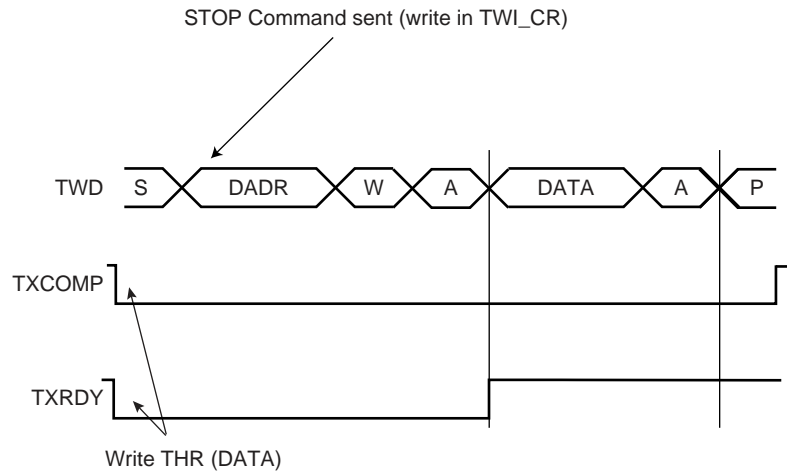 STOP Command sent (write in TWI_CR)
TWD S DADR W A DATA A P
TXCOMP
TXRDY
Write THR (DATA)